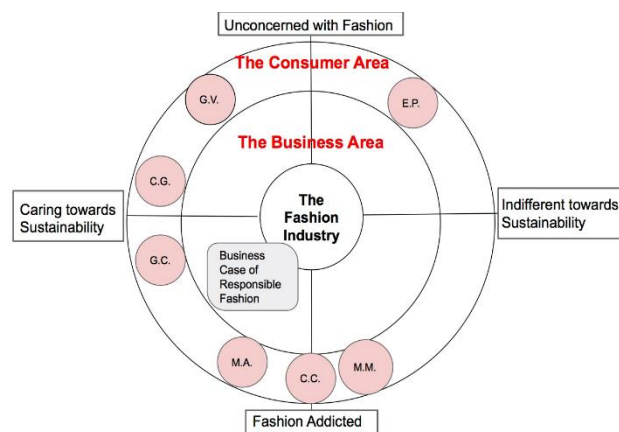 Unconcerned with Fashion
The Consumer Area
G.V.
E.P.
The Business Area
C.G.
Caring towards
Sustainability
The
Fashion
Industry
Indifferent towards
Sustainability
G.C.
Business
Case of
Responsible
Fashion
M.A.
C.C.
M.M.
Fashion Addicted